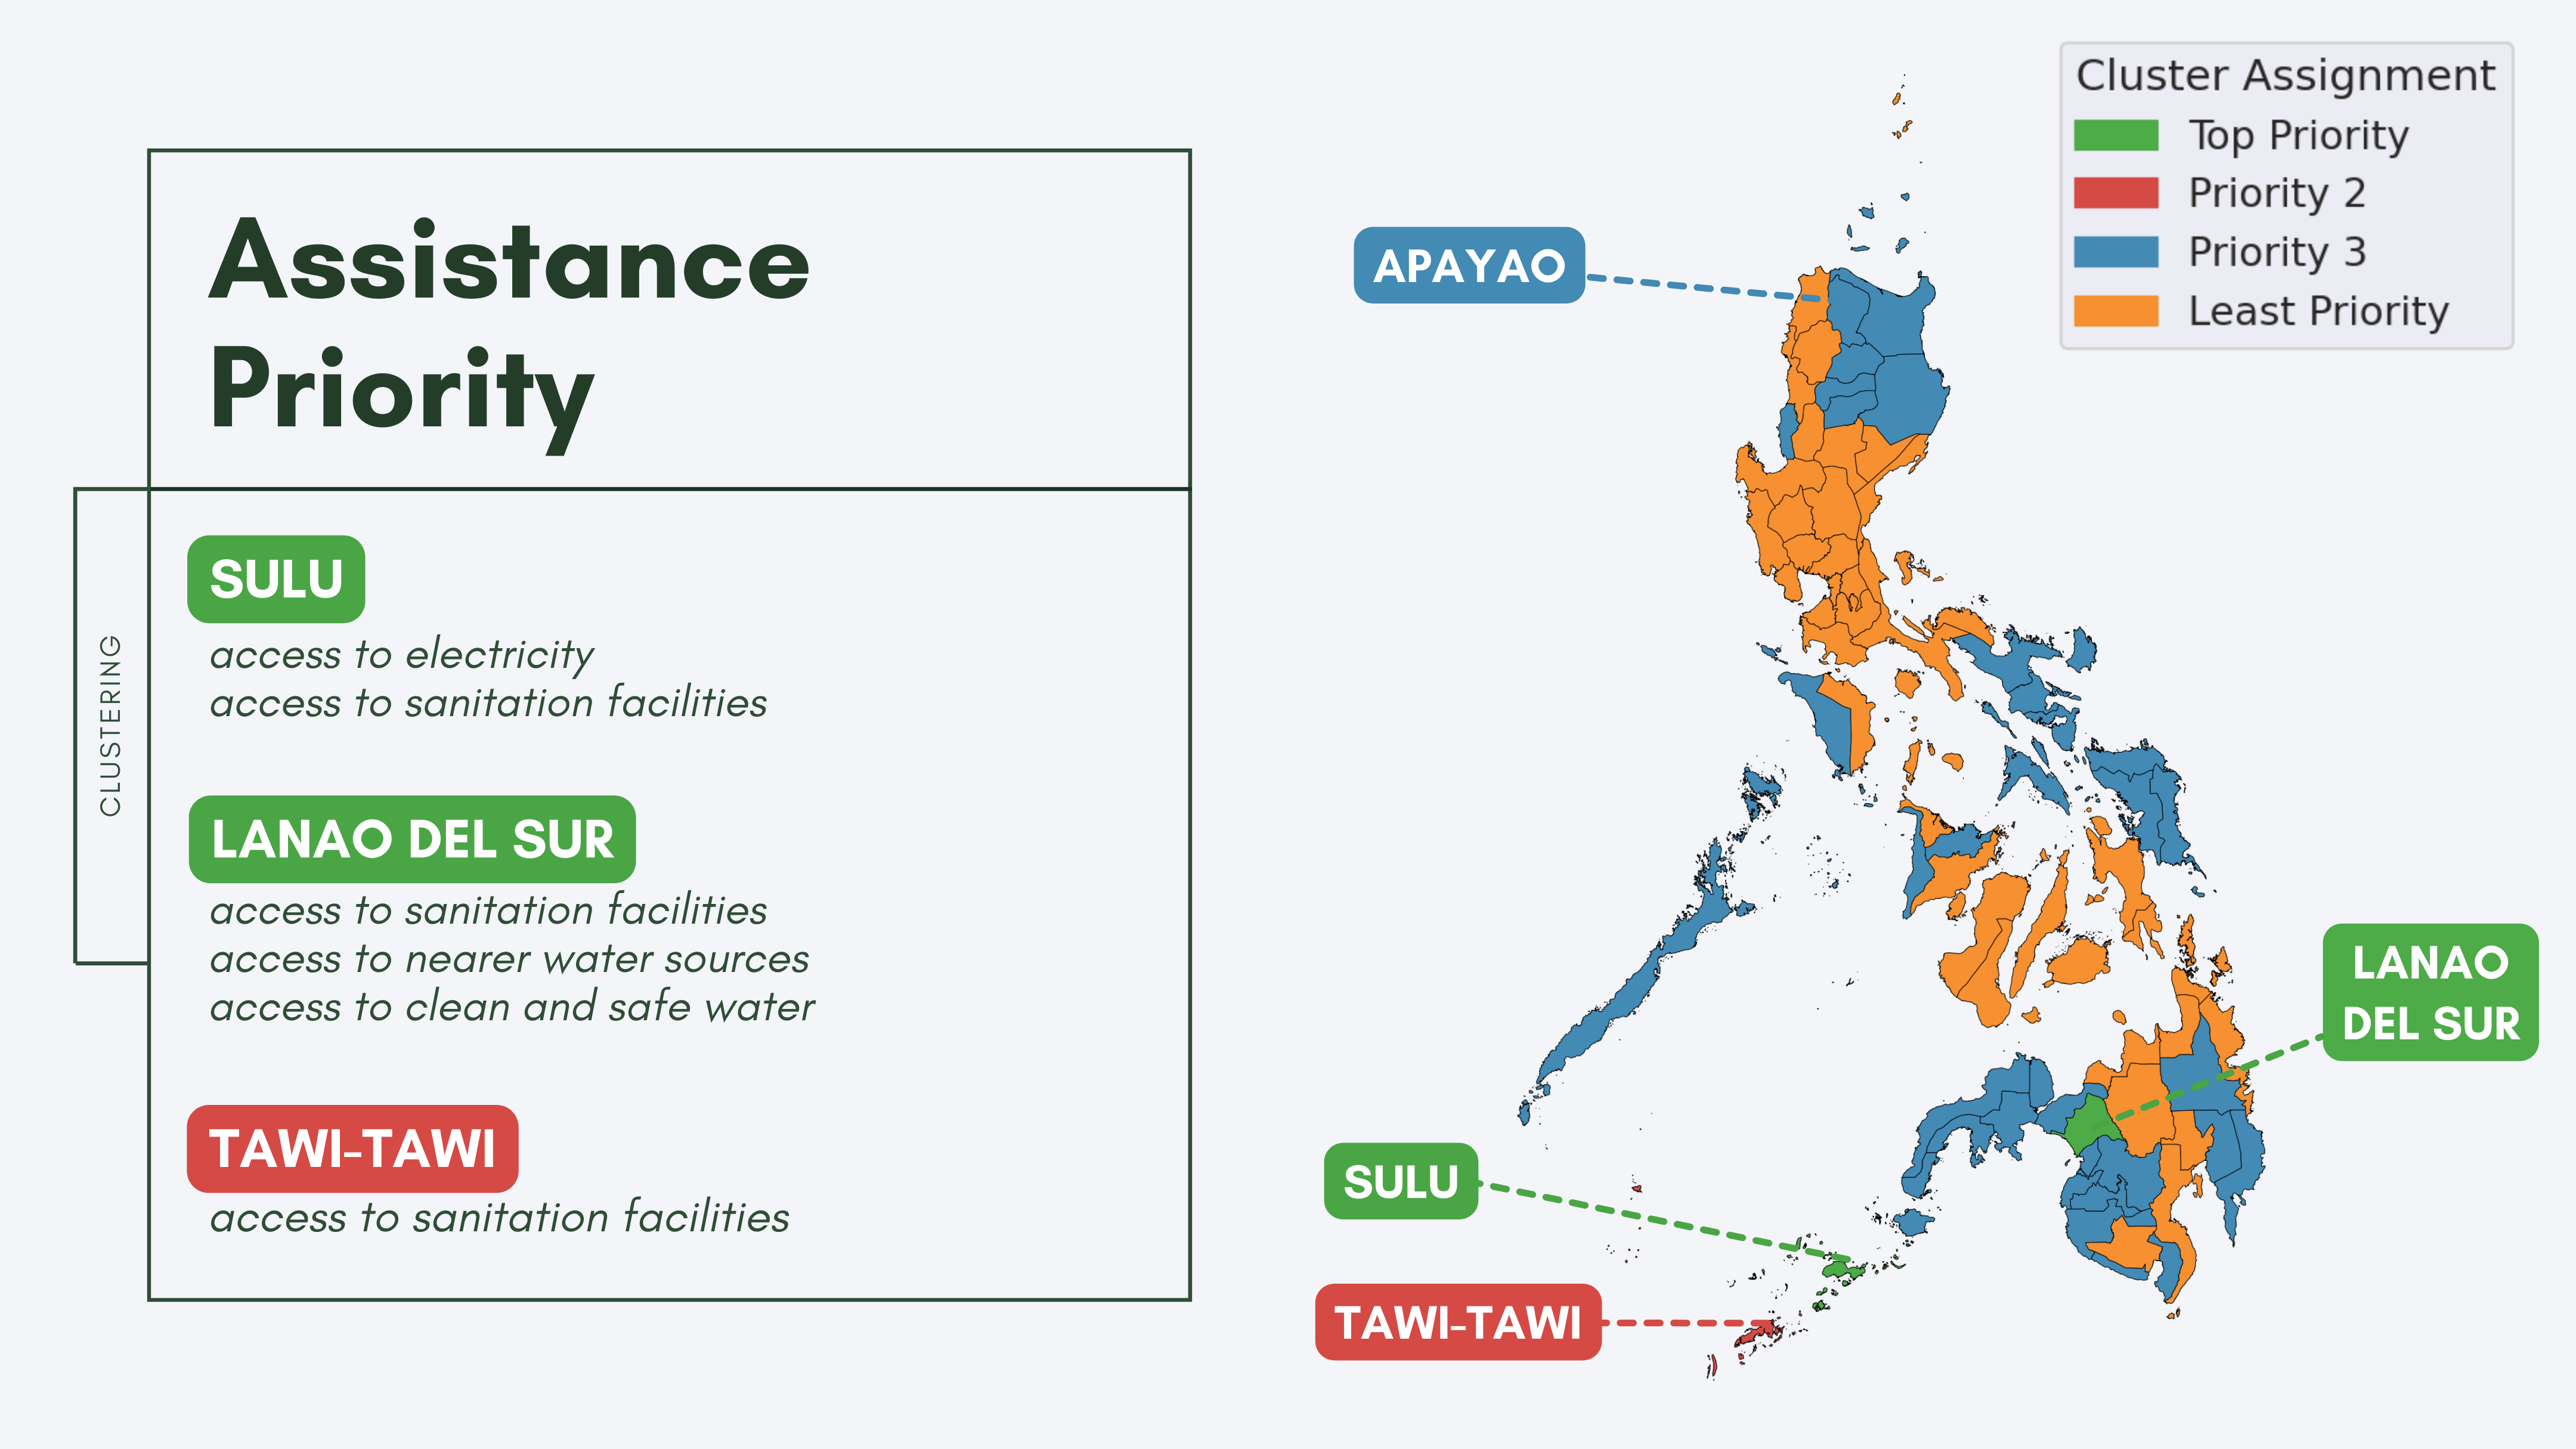 Assistance
Priority
CLUSTERING
SULU
access to electricity
access to sanitation facilities
LANAO DEL SUR
access to sanitation facilities
access to nearer water sources
access to clean and safe water
TAWI-TAWI
access to sanitation facilities
Cluster Assignment
Top Priority
Priority 2
Priority 3
Least Priority
APAYAO
LANAO
DEL SUR
SULU
TAWI-TAWI